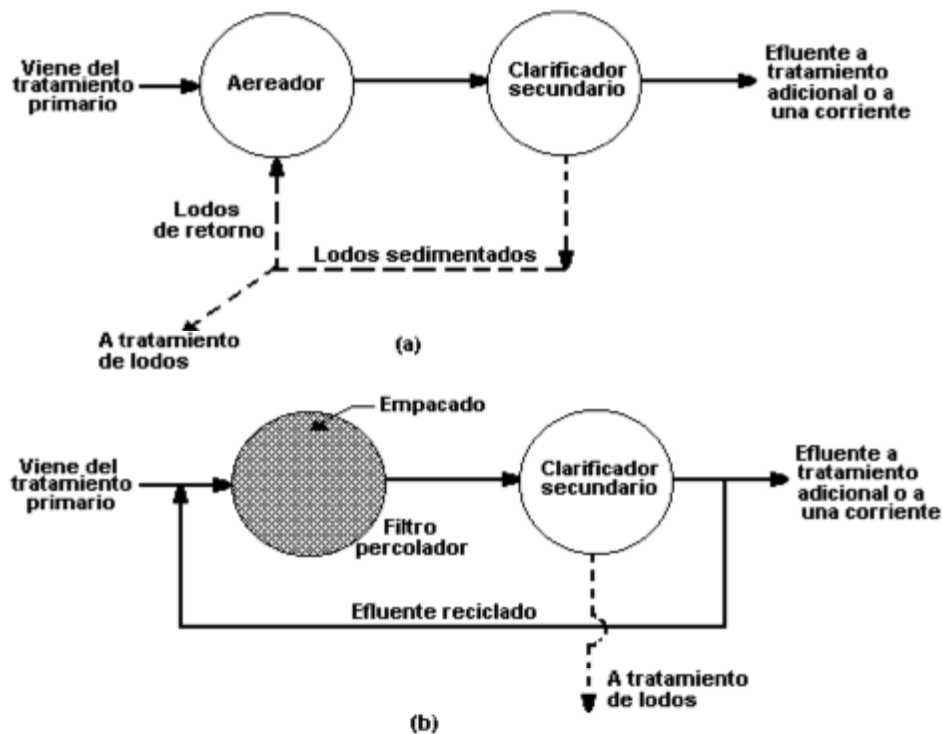 Viene del
tratamiento
primario
Aereador
Clarificador
secundario
Efluente a
tratamiento
adicional o a
una corriente
Lodos
de retorno
Lodos sedimentados
A tratamiento
de lodos
(a)
Empacado
Viene del
tratamiento
primario
Filtro
percolador
Clarificador
secundario
Efluente a
tratamiento
adicional o a
una corriente
Efluente reciclado
A tratamiento
de lodos
(b)